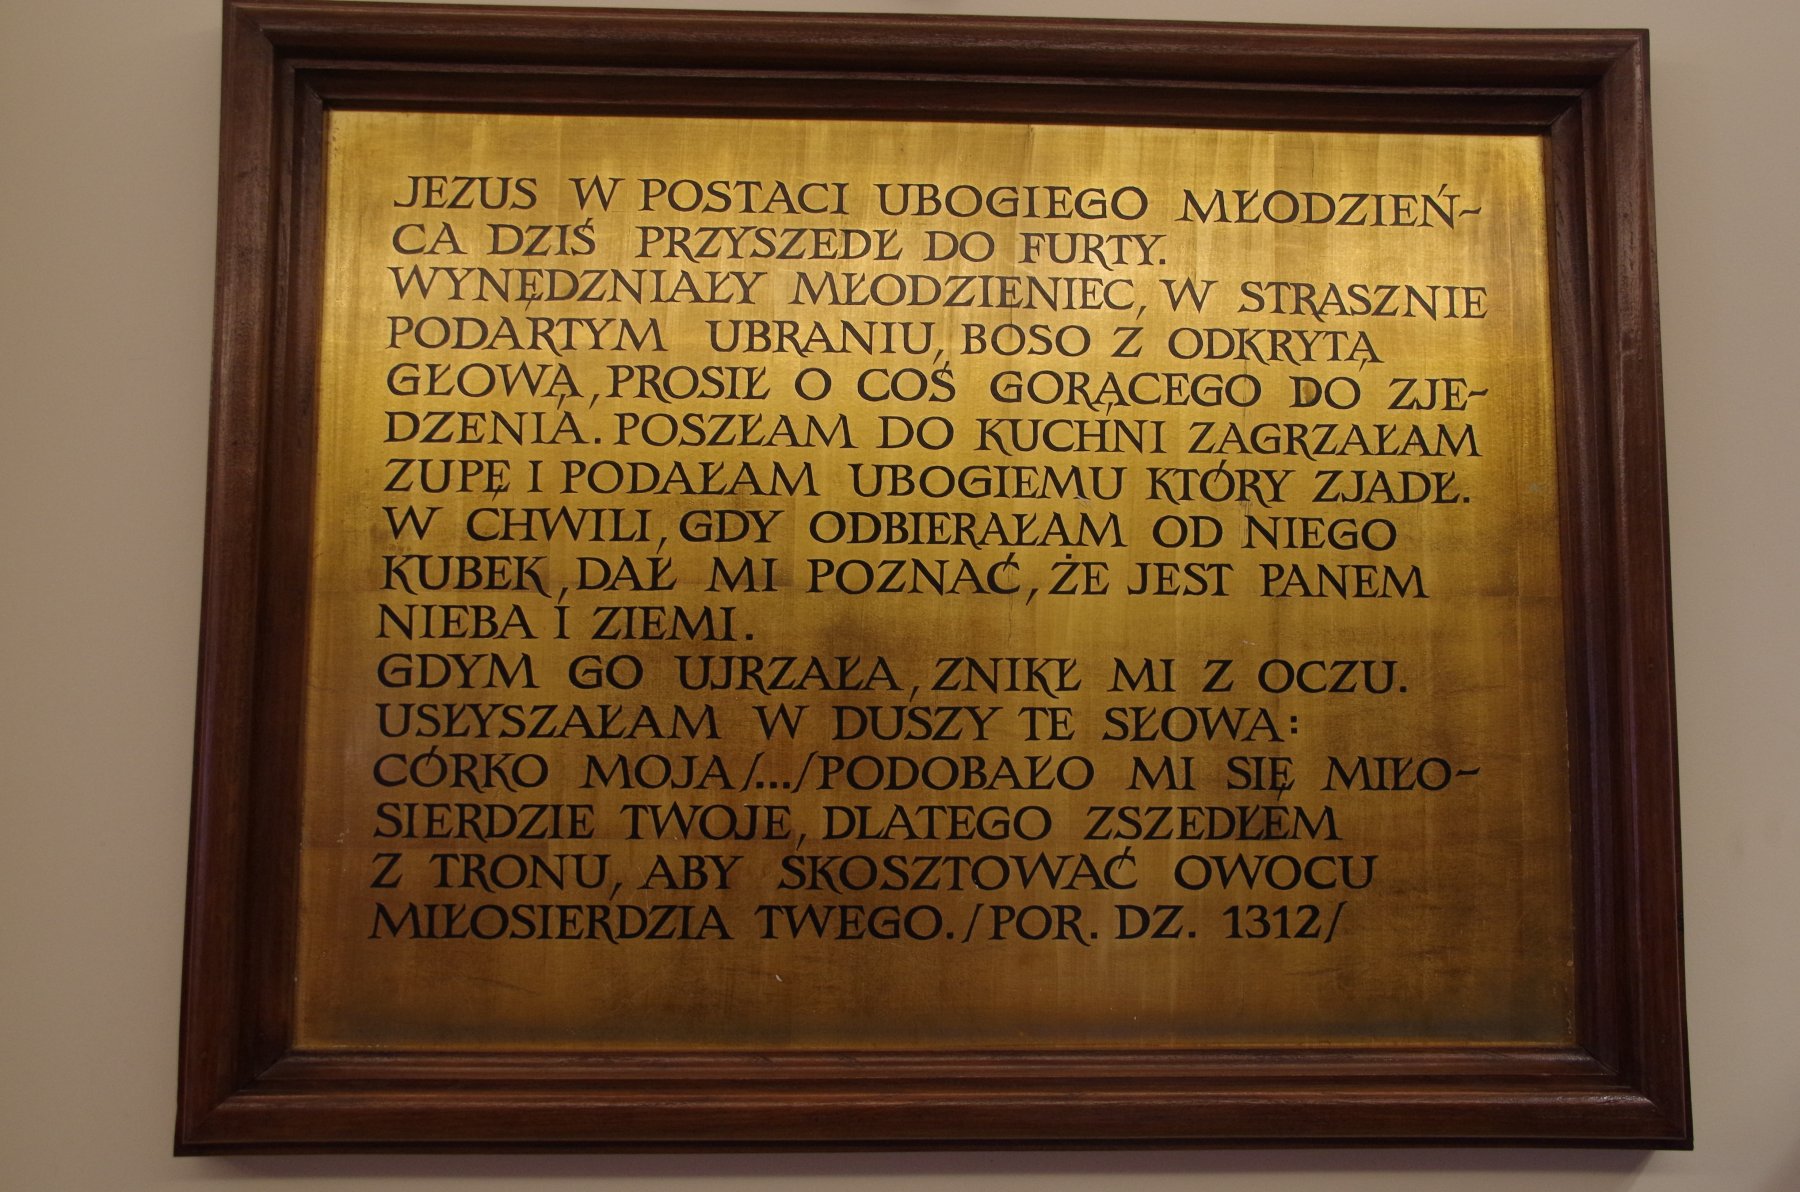 JEZUS W POSTACI UBOGIEGO MŁODZIEŃ-
CA DZIŚ PRZYSZEDŁ DO FURTY.
WYNĘDZNIAŁY MŁODZIENIEC, W STRASZNIE
PODARTYM UBRANIU, BOSO Z ODKRYTĄ
GŁOWĄ, PROSIŁ O COŚ GORĄCEGO DO ZJE-
DZENIA. POSZŁAM DO KUCHNI ZAGRZAŁAM
ZUPĘ I PODAŁAM UBOGIEMU KTÓRY ZJADŁ.
W CHWILI, GDY ODBIERAŁAM OD NIEGO
KUBEK, DAŁ MI POZNAĆ, ŻE JEST PANEM
NIEBA I ZIEMI.
GDYM GO UJRZAŁA, ZNIKŁ MI Z OCZU.
USŁYSZAŁAM W DUSZY TE SŁOWA:
CÓRKO MOJA/.../PODOBAŁO MI SIĘ MIŁO-
SIERDZIE TWOJE, DLATEGO ZSZEDŁEM
Z TRONU, ABY SKOSZTOWAĆ OWOCU
MIŁOSIERDZIA TWEGO. /POR. DZ. 1312/